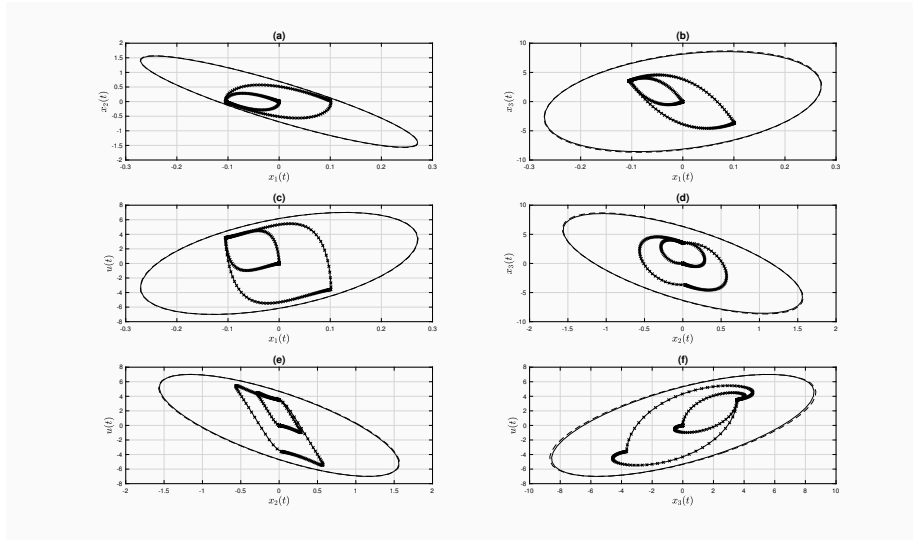 (a)
2
1.5
1
0.5
0
-0.5
-1
-1.5
-2
-0.3 -0.2 -0.1 0 0.1 0.2 0.3
x₁(t)
x₂(t)
(b)
10
5
0
-5
-10
-0.3 -0.2 -0.1 0 0.1 0.2 0.3
x₁(t)
x₃(t)
(c)
8
6
4
2
0
-2
-4
-6
-8
-0.3 -0.2 -0.1 0 0.1 0.2 0.3
x₁(t)
u(t)
(d)
10
5
0
-5
-10
-2 -1.5 -1 -0.5 0 0.5 1 1.5 2
x₂(t)
x₃(t)
(e)
8
6
4
2
0
-2
-4
-6
-8
-2 -1.5 -1 -0.5 0 0.5 1 1.5 2
x₂(t)
u(t)
(f)
8
6
4
2
0
-2
-4
-6
-8
-10 -8 -6 -4 -2 0 2 4 6 8 10
x₃(t)
u(t)